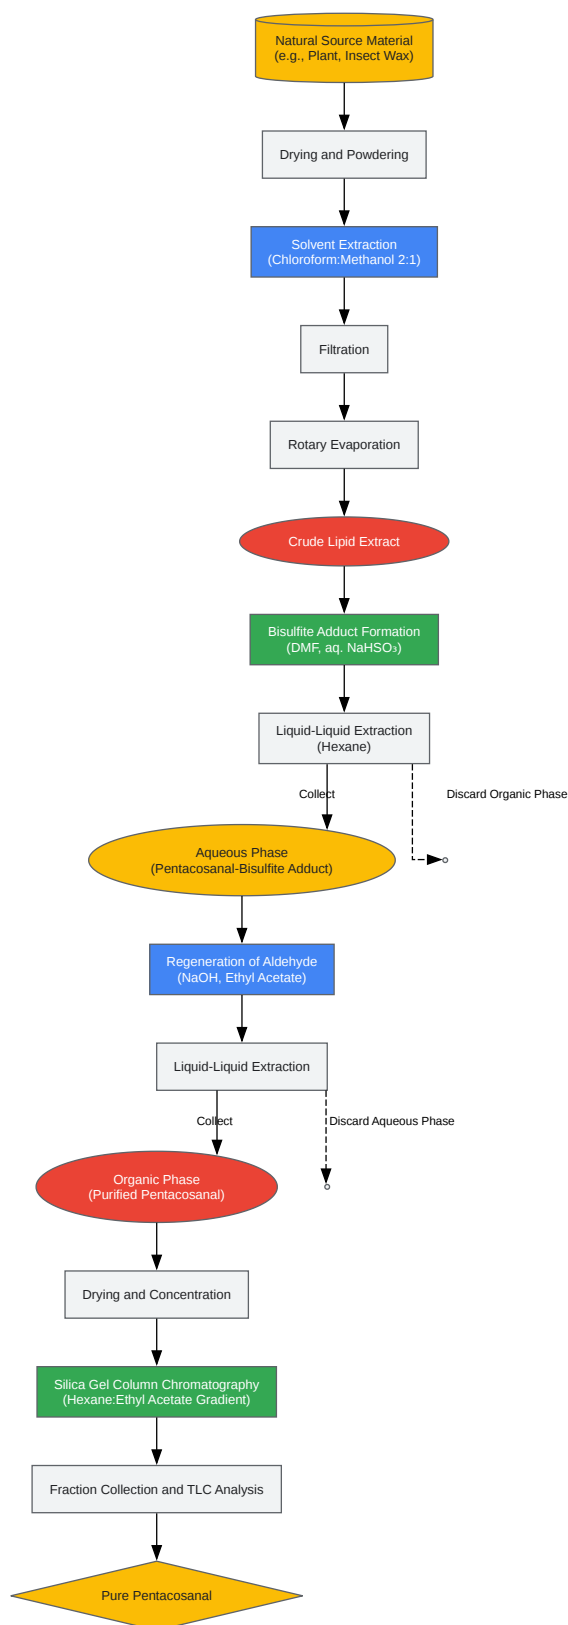 Natural Source Material
(e.g., Plant, Insect Wax)
Drying and Powdering
Solvent Extraction
(Chloroform:Methanol 2:1)
Filtration
Rotary Evaporation
Crude Lipid Extract
Bisulfite Adduct Formation
(DMF, aq. NaHSO₃)
Liquid-Liquid Extraction
(Hexane)
Collect
Discard Organic Phase
Aqueous Phase
(Pentacosanal-Bisulfite Adduct)
Regeneration of Aldehyde
(NaOH, Ethyl Acetate)
Liquid-Liquid Extraction
Collect
Discard Aqueous Phase
Organic Phase
(Purified Pentacosanal)
Drying and Concentration
Silica Gel Column Chromatography
(Hexane:Ethyl Acetate Gradient)
Fraction Collection and TLC Analysis
Pure Pentacosanal